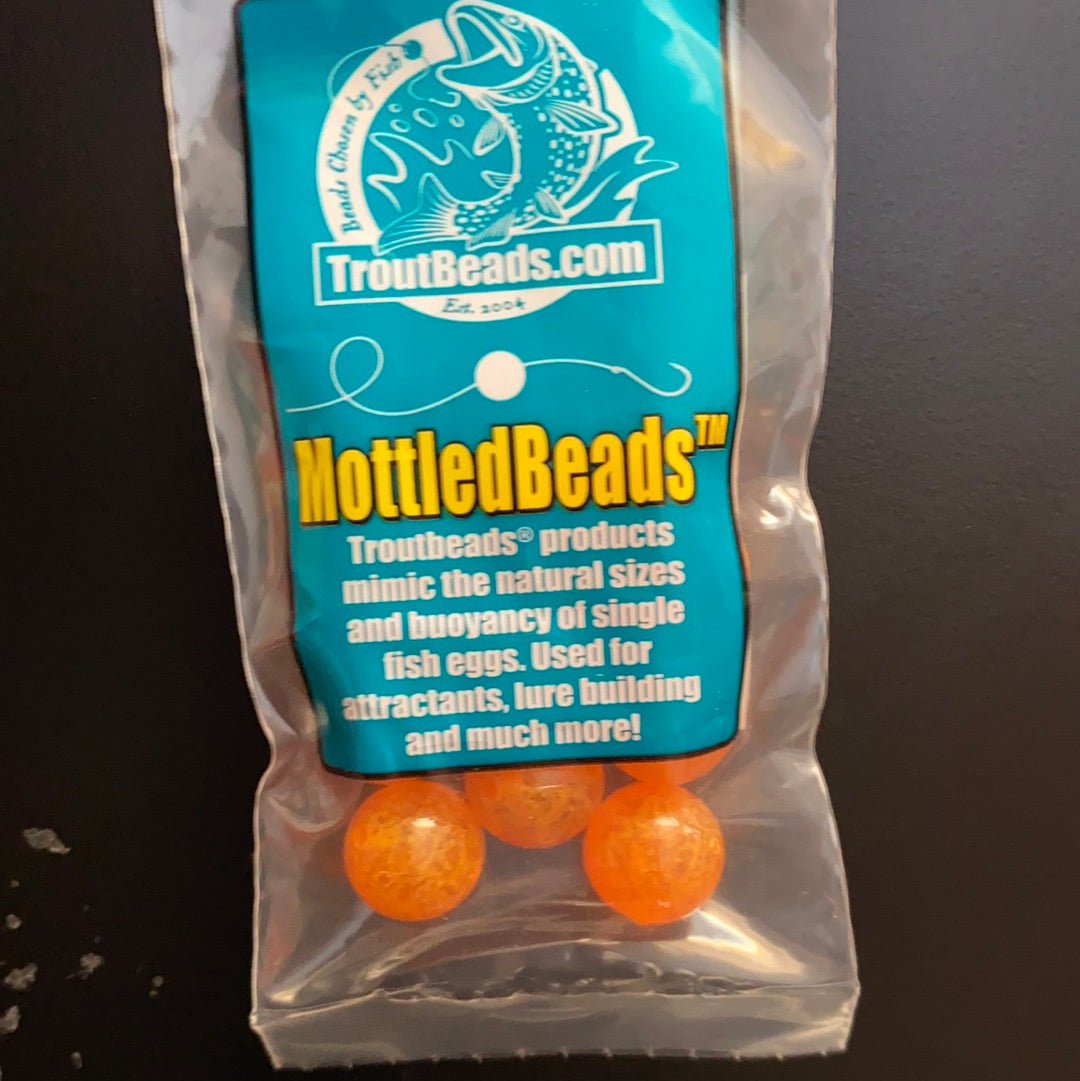 Beads Chosen by Fish
TroutBeads.com
Est. 2004
MottledBeads™
Troutbeads® products
mimic the natural sizes
and buoyancy of single
fish eggs. Used for
attractants, lure building
and much more!